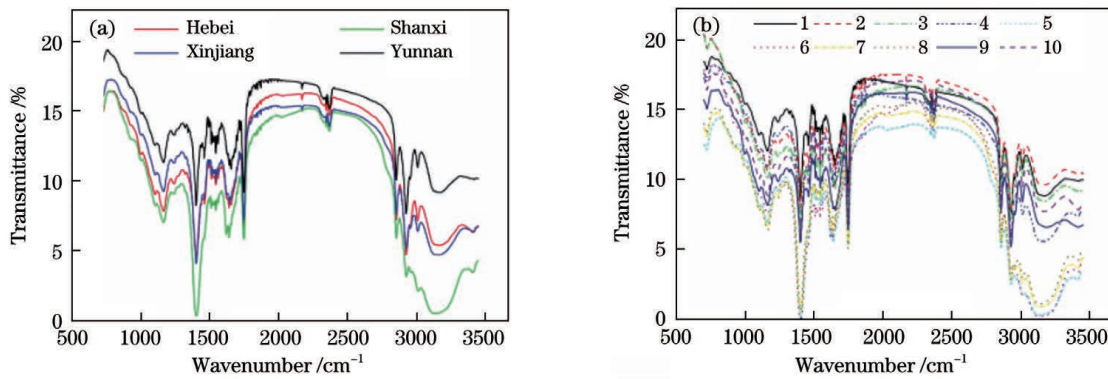 (a)
Hebei
Shanxi
Xinjiang
Yunnan
Transmittance /%
20
15
10
5
0
500 1000 1500 2000 2500 3000 3500
Wavenumber /cm⁻¹
(b)
1 2 3 4 5
6 7 8 9 10
Transmittance /%
20
15
10
5
0
500 1000 1500 2000 2500 3000 3500
Wavenumber /cm⁻¹